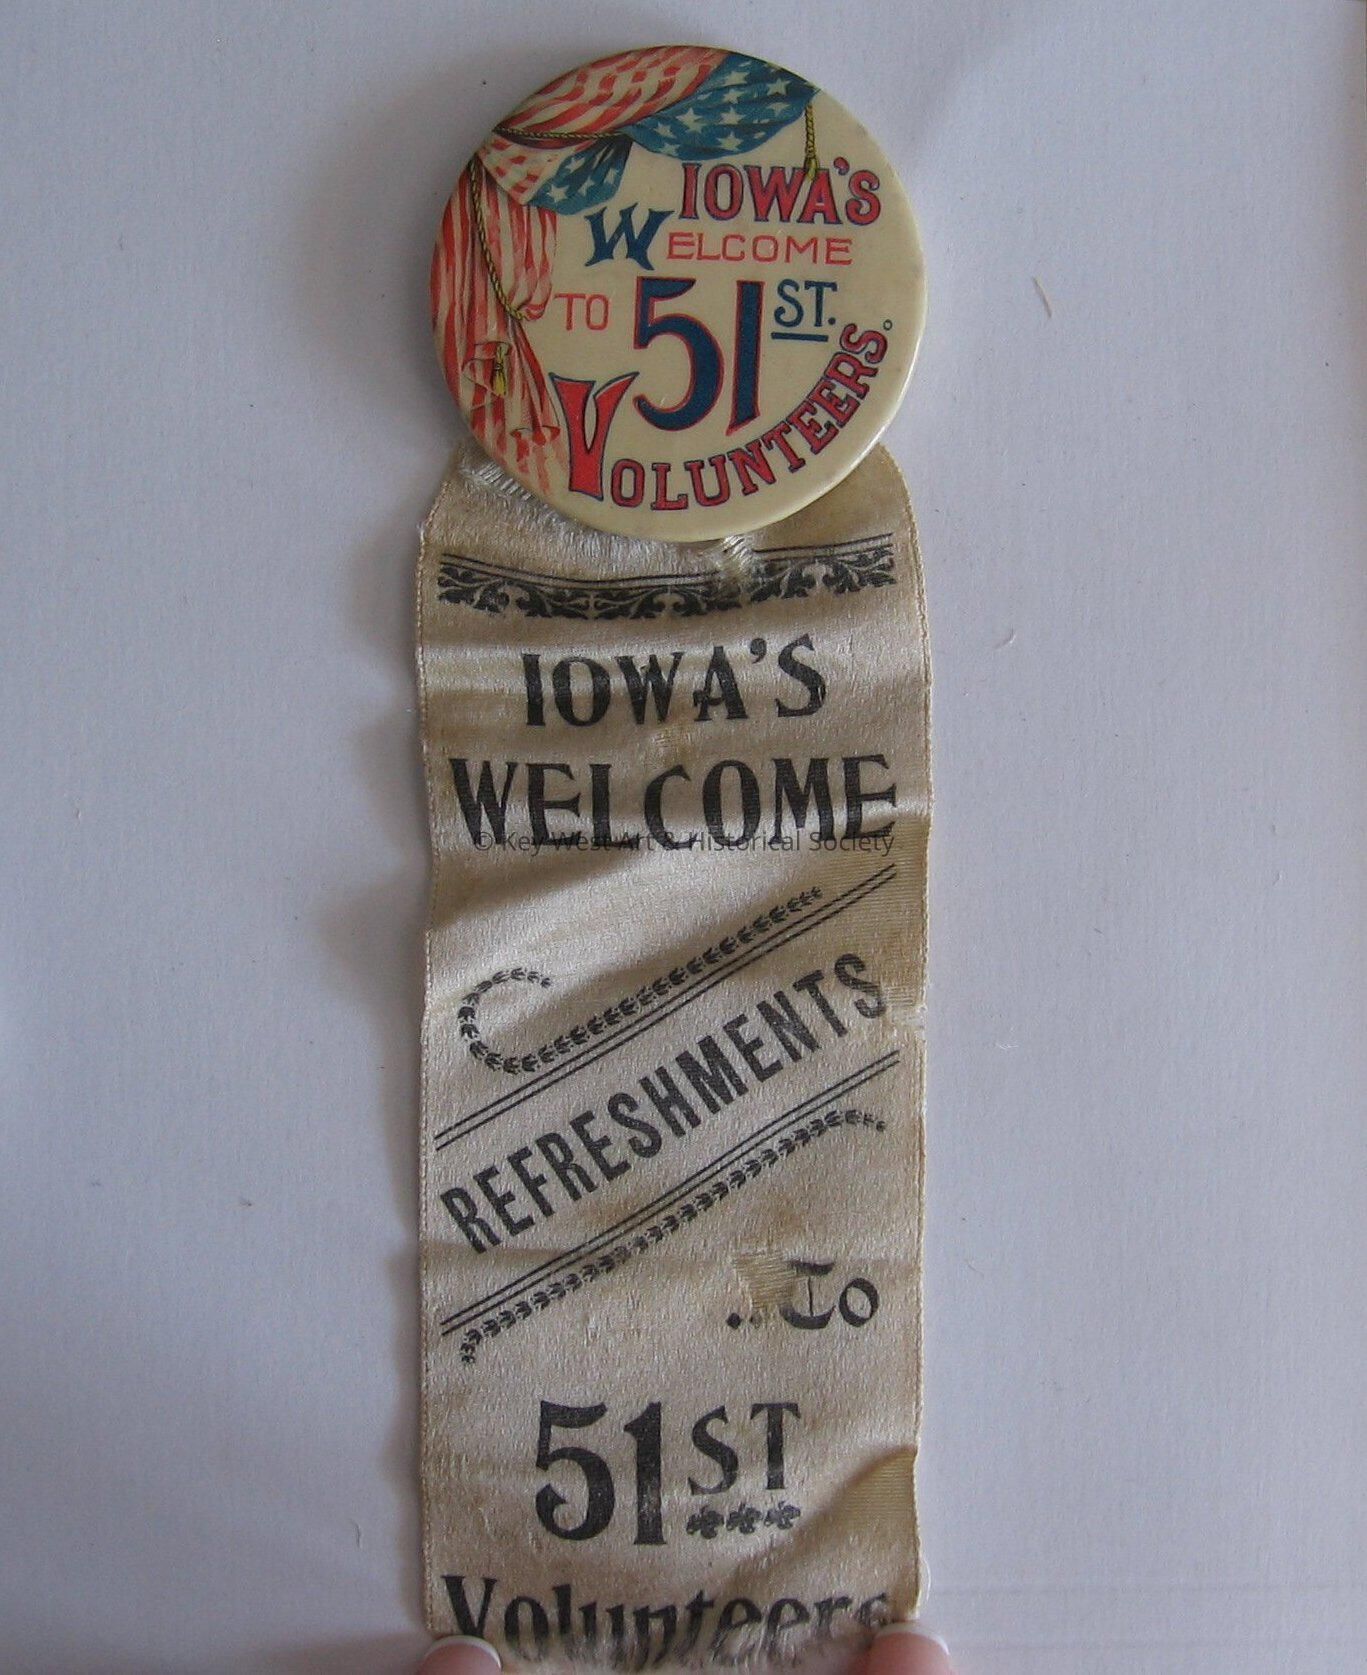 IOWA'S
WELCOME
TO 51ST.
VOLUNTEERS.
IOWA'S
WELCOME
© Key West Art & Historical Society
REFRESHMENTS
..To
51ST
Volunteers